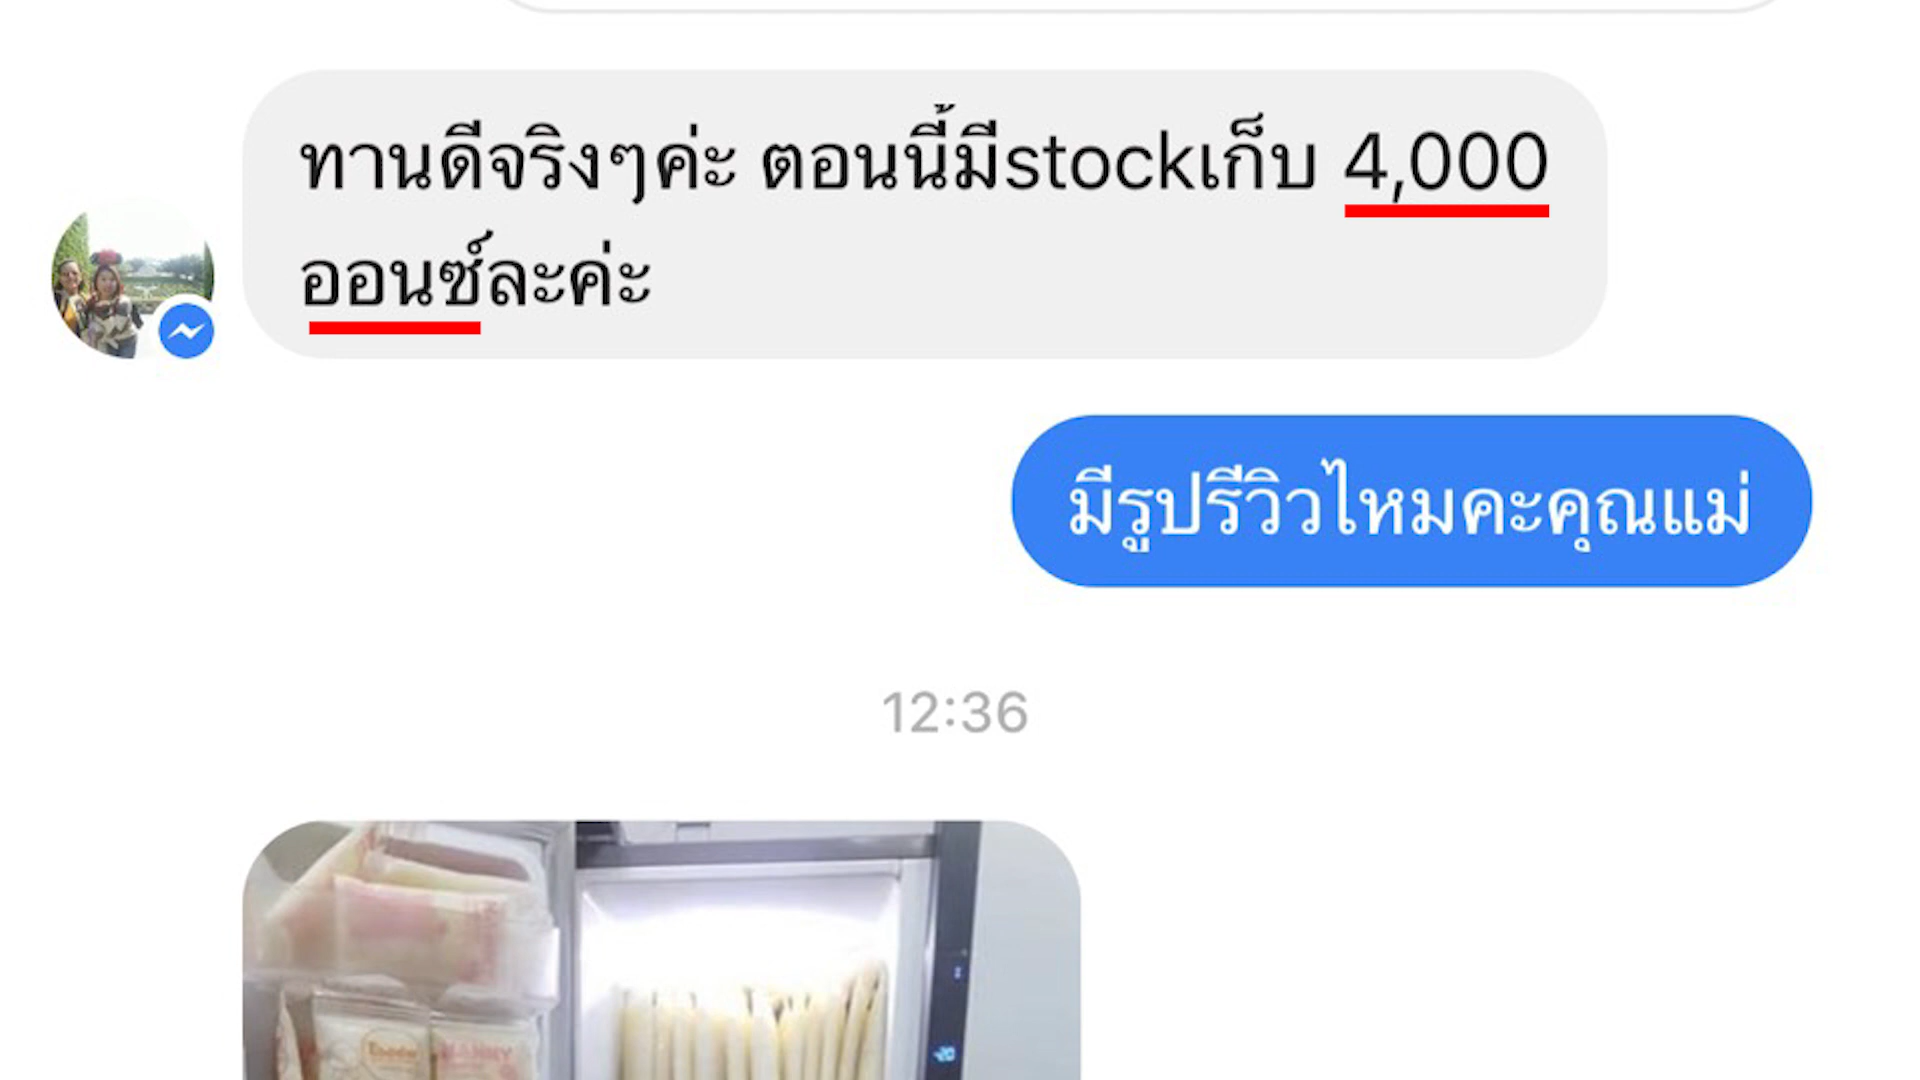 ทานดีจริงๆค่ะ ตอนนี้มีstockเก็บ 4,000
ออนซ์ละค่ะ
มีรูปรีวิวไหมคะคุณแม่
12:36